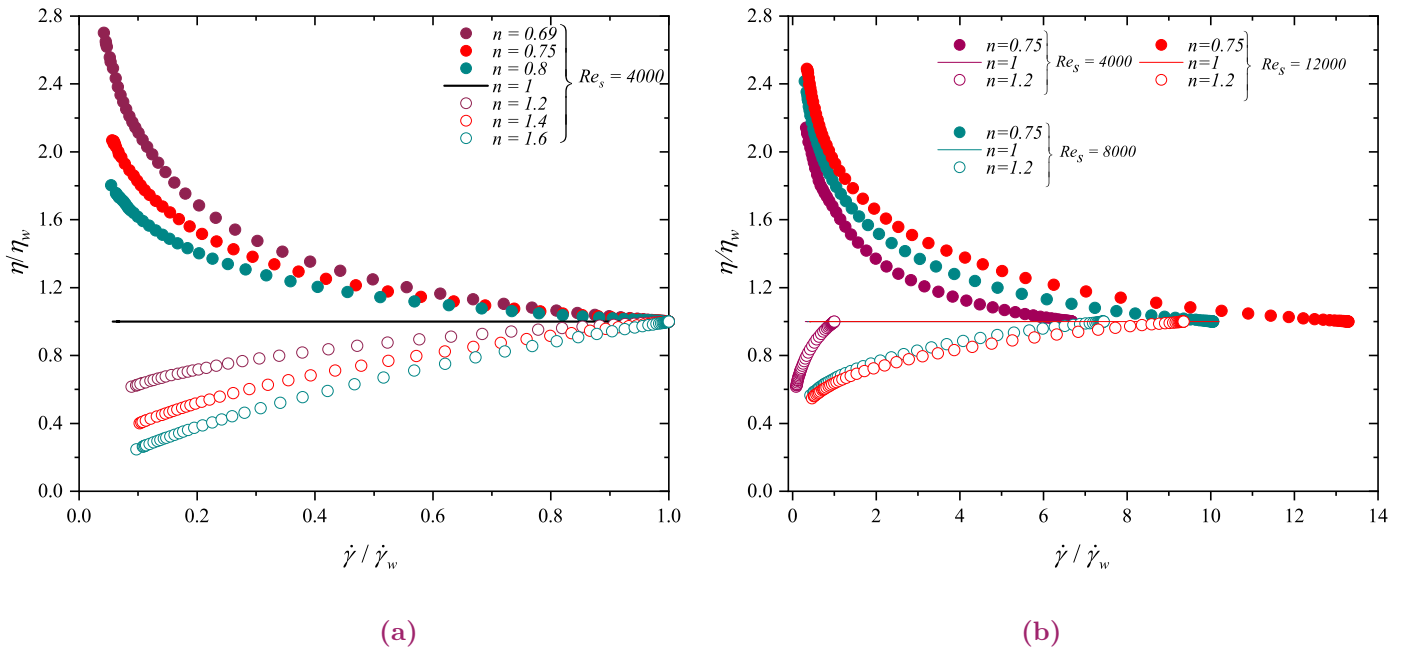 2.8
2.4
2.0
1.6
1.2
0.8
0.4
0.0
η/η_w
0.0 0.2 0.4 0.6 0.8 1.0
γ̇ / γ̇_w
n = 0.69
n = 0.75
n = 0.8
n = 1
n = 1.2
n = 1.4
n = 1.6
Re_s = 4000
(a)
2.8
2.4
2.0
1.6
1.2
0.8
0.4
0.0
η/η_w
0 2 4 6 8 10 12 14
γ̇ / γ̇_w
n=0.75
n=1
n=1.2
Re_s = 4000
n=0.75
n=1
n=1.2
Re_s = 12000
n=0.75
n=1
n=1.2
Re_s = 8000
(b)